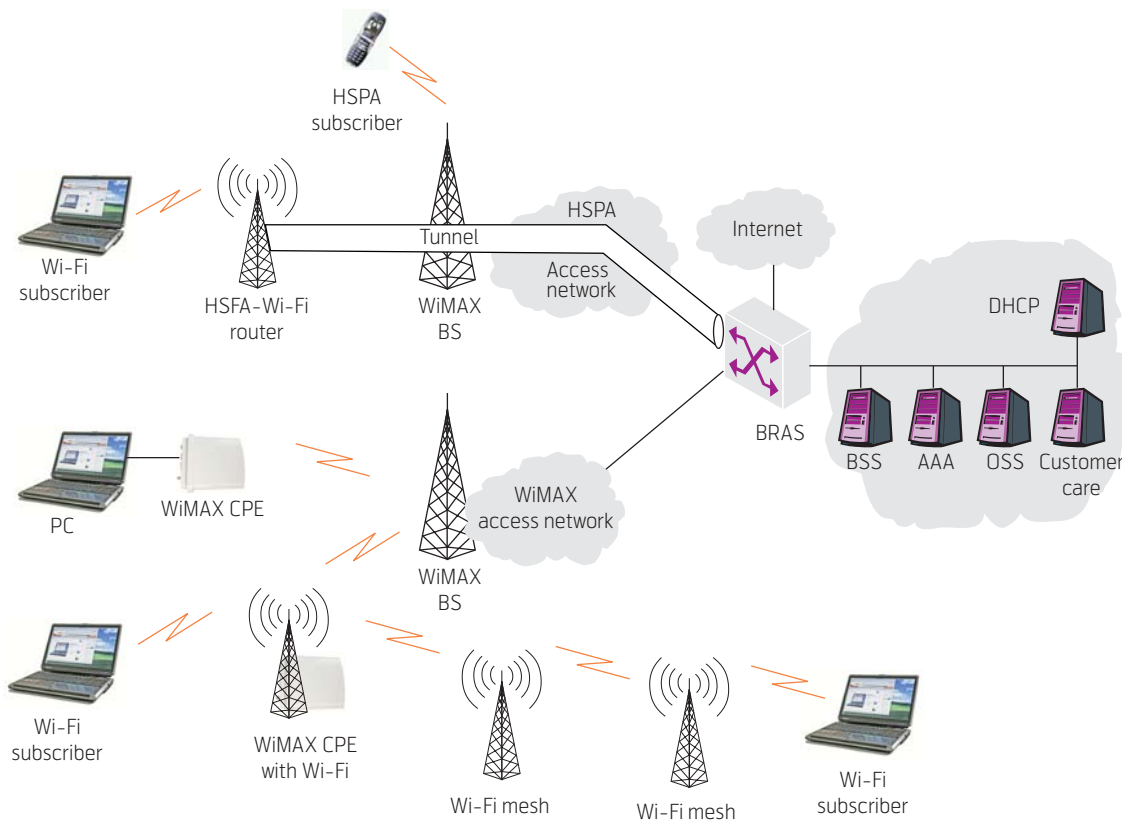 HSPA
subscriber
Wi-Fi
subscriber
HSFA-Wi-Fi
router
Tunnel
WiMAX
BS
HSPA
Access
network
Internet
DHCP
BRAS
BSS
AAA
OSS
Customer
care
PC
WiMAX CPE
WiMAX
BS
WiMAX
access network
Wi-Fi
subscriber
WiMAX CPE
with Wi-Fi
Wi-Fi mesh
Wi-Fi mesh
Wi-Fi
subscriber